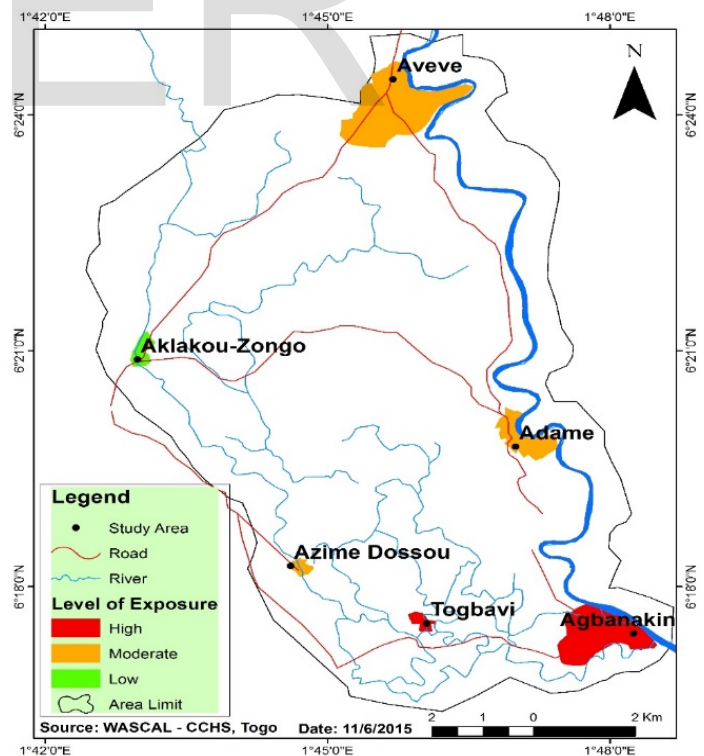 ER
1°42'0"E 1°45'0"E 1°48'0"E
N
Aveve
6°24'0"N 6°24'0"N
6°21'0"N 6°21'0"N
Aklakou-Zongo
Adame
Legend
Study Area
Road
River
Level of Exposure
High
Moderate
Low
Area Limit
Azime Dossou
6°18'0"N 6°18'0"N
Togbavi
Agbanakin
Source: WASCAL - CCHS, Togo Date: 11/6/2015
2 1 0 2 Km
1°42'0"E 1°45'0"E 1°48'0"E